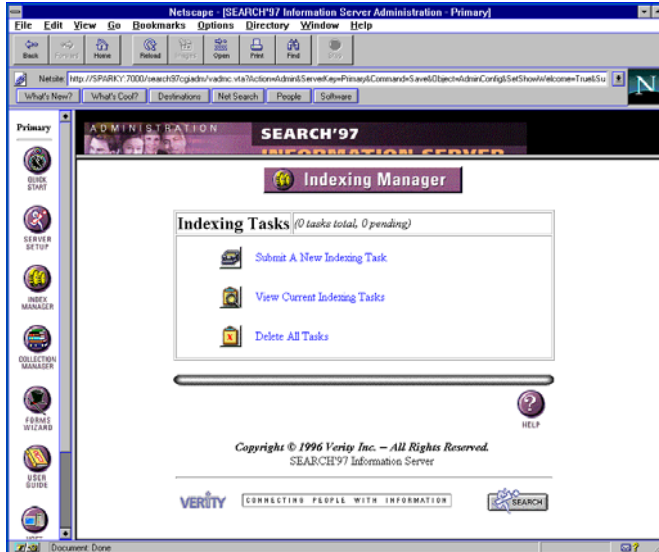 Netscape - [SEARCH'97 Information Server Administration - Primary]
File Edit View Go Bookmarks Options Directory Window Help
Back Forward Home Reload Images Open Print Find Stop
Netsite: http://SPARKY:7000/search97cgi/adm/vadmc.vta?Action=Admin&ServerKey=Primary&Command=Save&Object=AdminConfig&SetShowWelcome=True&Su
What's New? What's Cool? Destinations Net Search People Software
N
Primary
QUICK
START
SERVER
SETUP
INDEX
MANAGER
COLLECTION
MANAGER
FORMS
WIZARD
USER
GUIDE
ADMINISTRATION
SEARCH'97
INFORMATION SERVER
Indexing Manager
Indexing Tasks (0 tasks total, 0 pending)
Submit A New Indexing Task
View Current Indexing Tasks
Delete All Tasks
?
HELP
Copyright © 1996 Verity Inc. – All Rights Reserved.
SEARCH'97 Information Server
VERITY CONNECTING PEOPLE WITH INFORMATION SEARCH
Document: Done